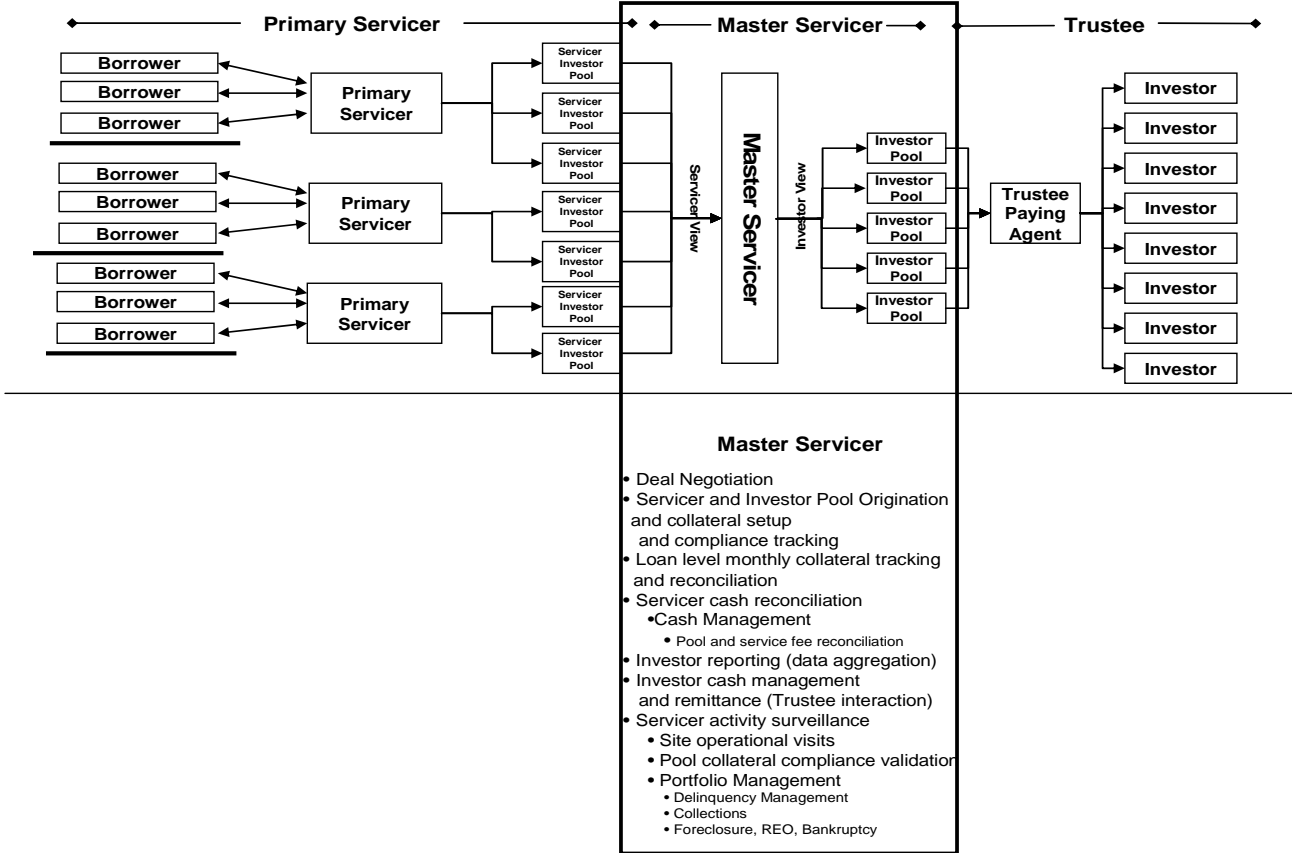 Primary Servicer
Master Servicer
Trustee
Borrower
Borrower
Borrower
Borrower
Borrower
Borrower
Borrower
Borrower
Borrower
Primary
Servicer
Primary
Servicer
Primary
Servicer
Servicer
Investor
Pool
Servicer
Investor
Pool
Servicer
Investor
Pool
Servicer
Investor
Pool
Servicer
Investor
Pool
Servicer
Investor
Pool
Servicer
Investor
Pool
Servicer View
Master Servicer
Investor View
Investor
Pool
Investor
Pool
Investor
Pool
Investor
Pool
Investor
Pool
Trustee
Paying
Agent
Investor
Investor
Investor
Investor
Investor
Investor
Investor
Investor
Master Servicer
• Deal Negotiation
• Servicer and Investor Pool Origination
and collateral setup
and compliance tracking
• Loan level monthly collateral tracking
and reconciliation
• Servicer cash reconciliation
•Cash Management
• Pool and service fee reconciliation
• Investor reporting (data aggregation)
• Investor cash management
and remittance (Trustee interaction)
• Servicer activity surveillance
• Site operational visits
• Pool collateral compliance validation
• Portfolio Management
• Delinquency Management
• Collections
• Foreclosure, REO, Bankruptcy